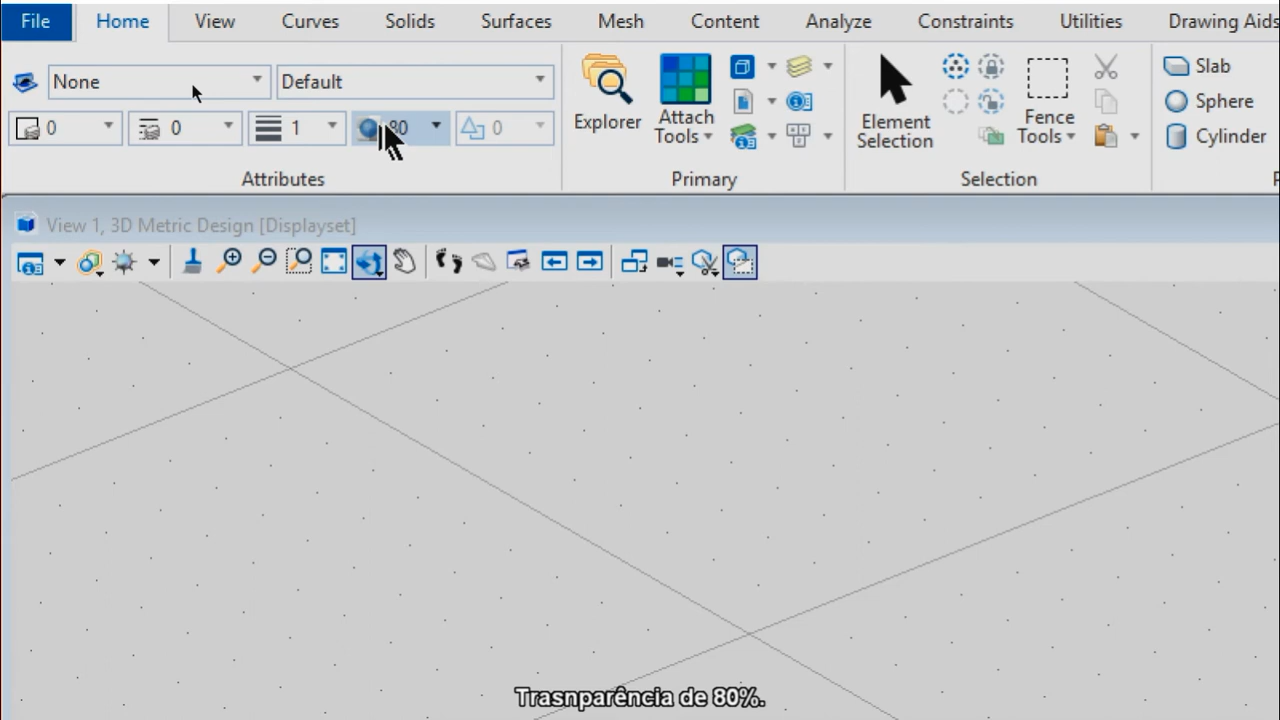 File Home View Curves Solids Surfaces Mesh Content Analyze Constraints Utilities Drawing Aids
None Default
0 0 1 80 0
Explorer
Attach
Tools
Element
Selection
Fence
Tools
Slab
Sphere
Cylinder
Attributes Primary Selection
View 1, 3D Metric Design [Displayset]
Trasnparência de 80%.